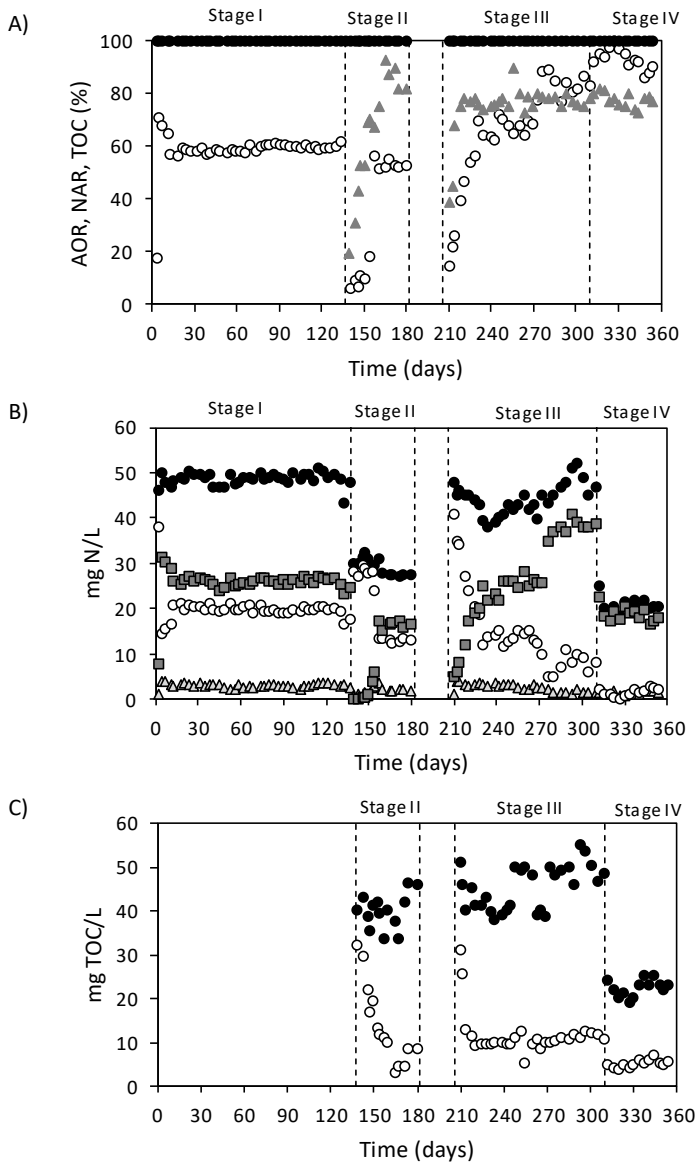 A)
Stage I Stage II Stage III Stage IV
AOR, NAR, TOC (%)
100
80
60
40
20
0
0 30 60 90 120 150 180 210 240 270 300 330 360
Time (days)
B)
Stage I Stage II Stage III Stage IV
mg N/L
60
50
40
30
20
10
0
0 30 60 90 120 150 180 210 240 270 300 330 360
Time (days)
C)
Stage II Stage III Stage IV
mg TOC/L
60
50
40
30
20
10
0
0 30 60 90 120 150 180 210 240 270 300 330 360
Time (days)